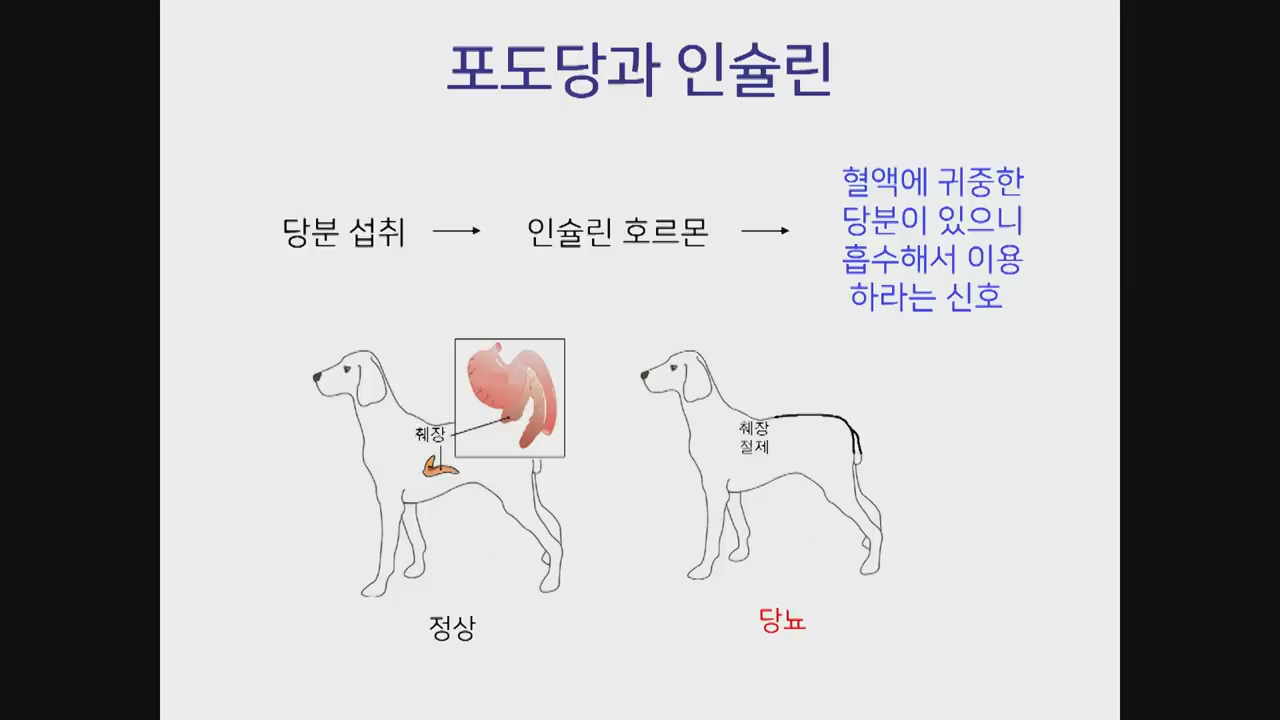 포도당과 인슐린
당분 섭취 → 인슐린 호르몬 →
혈액에 귀중한
당분이 있으니
흡수해서 이용
하라는 신호
췌장
췌장
절제
정상
당뇨